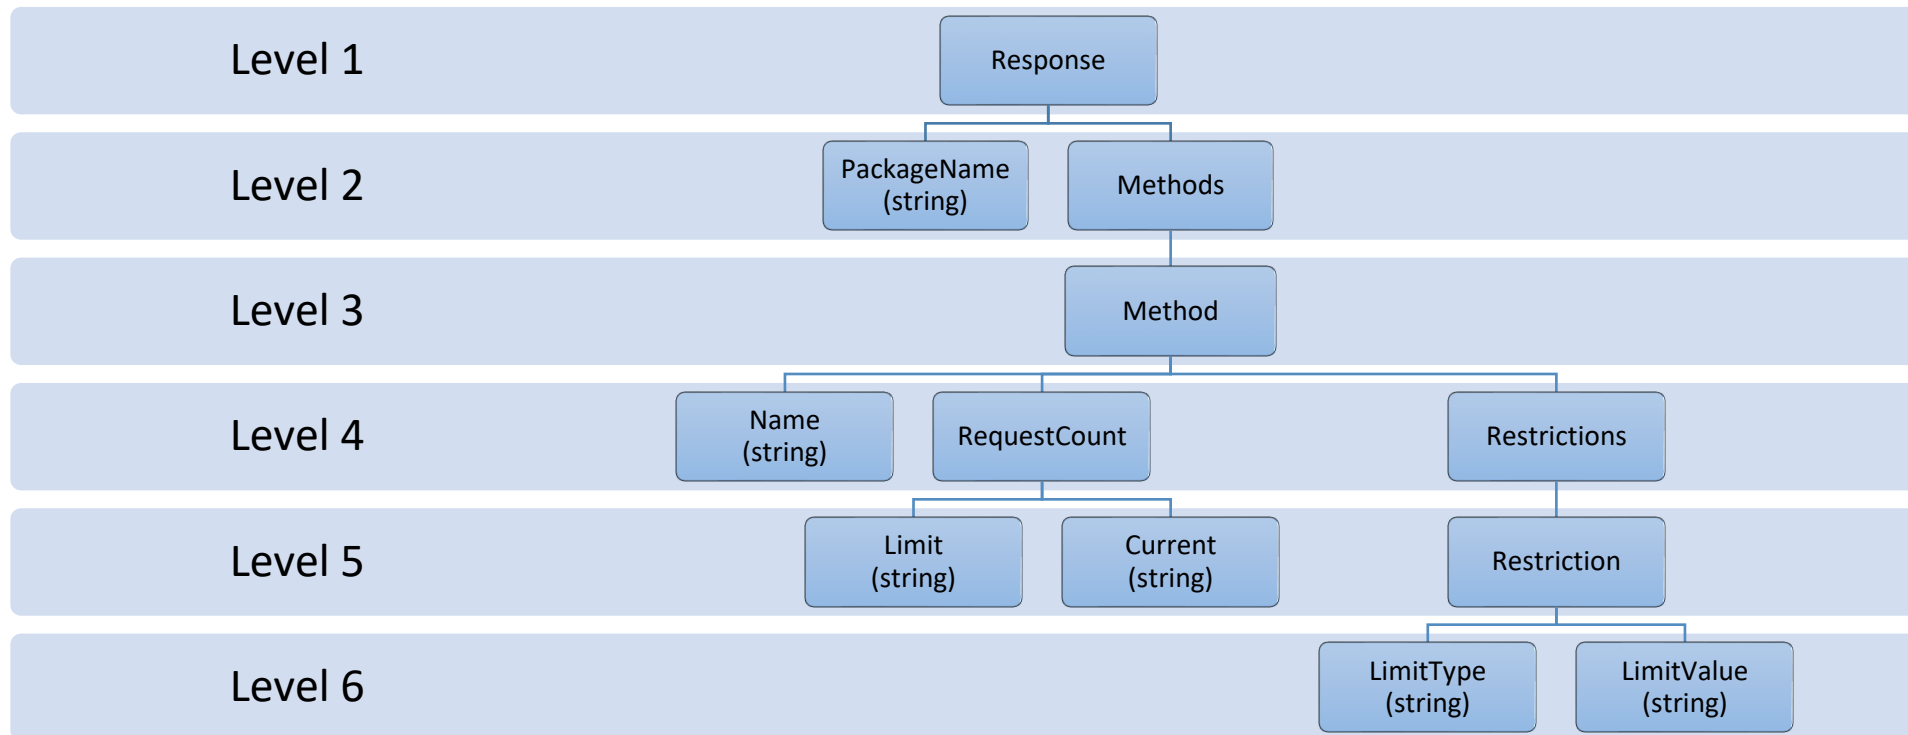 Level 1
Response
Level 2
PackageName
(string)
Methods
Level 3
Method
Level 4
Name
(string)
RequestCount
Restrictions
Level 5
Limit
(string)
Current
(string)
Restriction
Level 6
LimitType
(string)
LimitValue
(string)